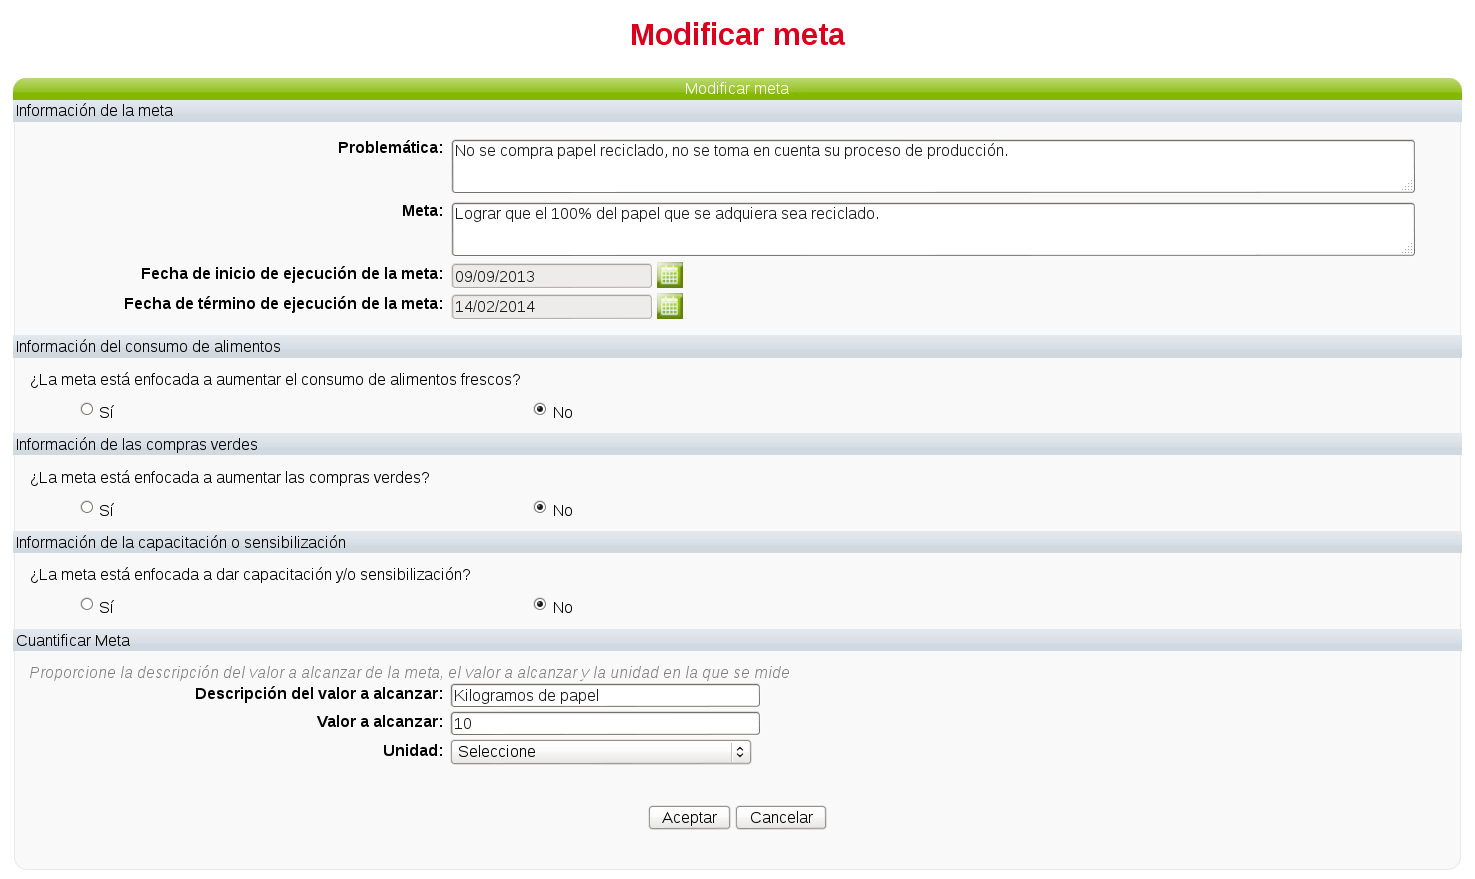 Modificar meta
Modificar meta
Información de la meta
Problemática: No se compra papel reciclado, no se toma en cuenta su proceso de producción.
Meta: Lograr que el 100% del papel que se adquiera sea reciclado.
Fecha de inicio de ejecución de la meta: 09/09/2013
Fecha de término de ejecución de la meta: 14/02/2014
Información del consumo de alimentos
¿La meta está enfocada a aumentar el consumo de alimentos frescos?
Sí No
Información de las compras verdes
¿La meta está enfocada a aumentar las compras verdes?
Sí No
Información de la capacitación o sensibilización
¿La meta está enfocada a dar capacitación y/o sensibilización?
Sí No
Cuantificar Meta
Proporcione la descripción del valor a alcanzar de la meta, el valor a alcanzar y la unidad en la que se mide
Descripción del valor a alcanzar: Kilogramos de papel
Valor a alcanzar: 10
Unidad: Seleccione
Aceptar Cancelar